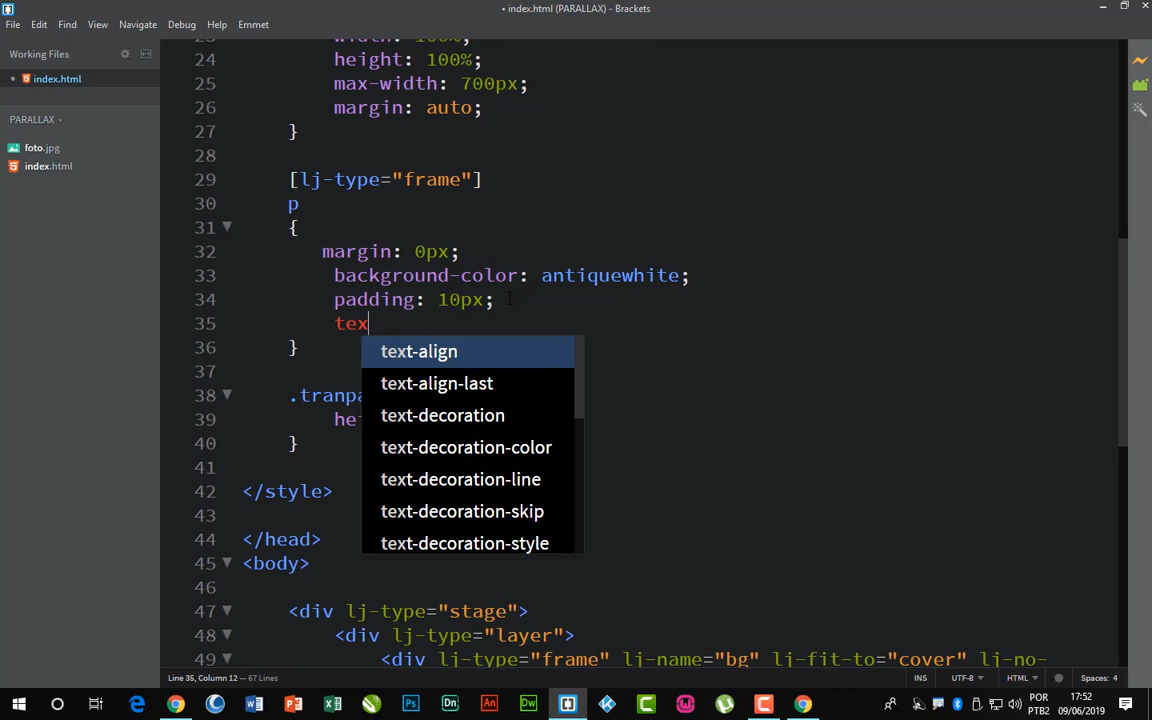 • index.html (PARALLAX) - Brackets
File Edit Find View Navigate Debug Help Emmet
Working Files
• index.html
PARALLAX
foto.jpg
index.html
23 width: 100%;
24 height: 100%;
25 max-width: 700px;
26 margin: auto;
27 }
28
29 [lj-type="frame"]
30 p
31 {
32 margin: 0px;
33 background-color: antiquewhite;
34 padding: 10px;
35 tex
36 }
37
38 .tranpa
39 hei
40 }
41
42 </style>
43
44 </head>
45 <body>
46
47 <div lj-type="stage">
48 <div lj-type="layer">
49 <div lj-type="frame" lj-name="bg" lj-fit-to="cover" lj-no-
text-align
text-align-last
text-decoration
text-decoration-color
text-decoration-line
text-decoration-skip
text-decoration-style
Line 35, Column 12 — 67 Lines
INS UTF-8 HTML Spaces: 4
POR 17:52
PTB2 09/06/2019